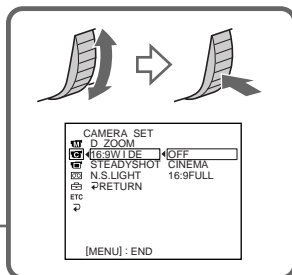 CAMERA SET
D ZOOM
16:9WIDE OFF
STEADYSHOT CINEMA
N.S.LIGHT 16:9FULL
RETURN
ETC
[MENU] : END